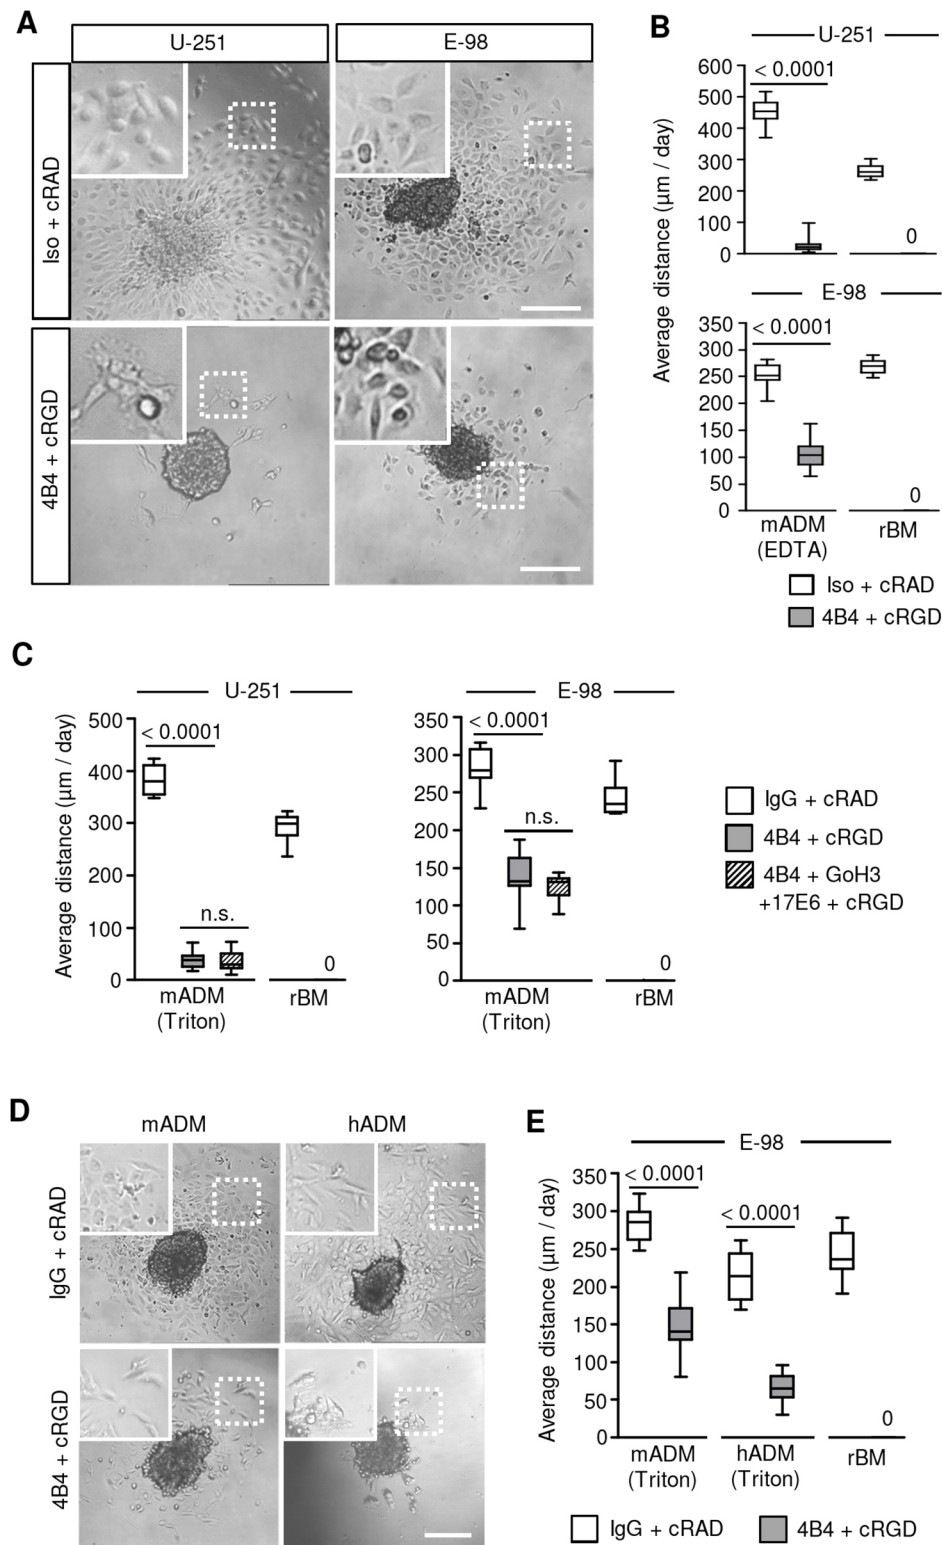 A
U-251
E-98
Iso + cRAD
4B4 + cRGD
B
U-251
Average distance (µm / day)
600
500
400
300
200
100
0
< 0.0001
0
E-98
350
300
250
200
150
100
50
0
< 0.0001
0
mADM
(EDTA)
rBM
Iso + cRAD
4B4 + cRGD
C
U-251
Average distance (µm / day)
500
400
300
200
100
0
< 0.0001
n.s.
0
mADM
(Triton)
rBM
E-98
350
300
250
200
150
100
50
0
< 0.0001
n.s.
0
mADM
(Triton)
rBM
IgG + cRAD
4B4 + cRGD
4B4 + GoH3
+17E6 + cRGD
D
mADM
hADM
IgG + cRAD
4B4 + cRGD
E
E-98
Average distance (µm / day)
350
300
250
200
150
100
50
0
< 0.0001
< 0.0001
0
mADM
(Triton)
hADM
(Triton)
rBM
IgG + cRAD
4B4 + cRGD